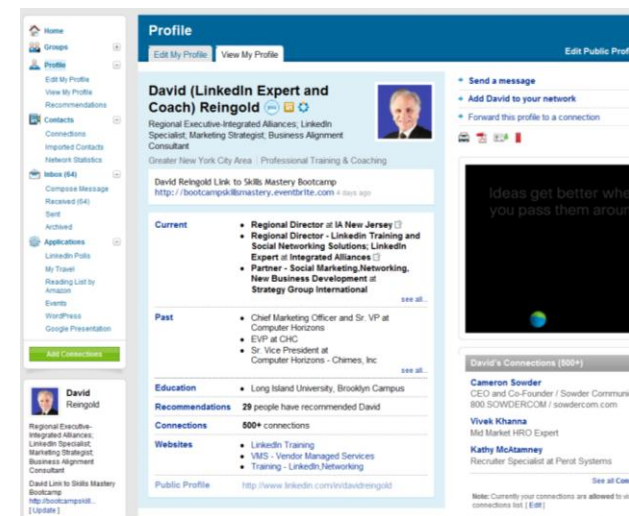 Home
Groups
Profile
Edit My Profile
View My Profile
Recommendations
Contacts
Connections
Imported Contacts
Network Statistics
Inbox (64)
Compose Message
Received (64)
Sent
Archived
Applications
LinkedIn Polls
My Travel
Reading List by
Amazon
Events
WordPress
Google Presentation
Add Connections
David
Reingold
Regional Executive-
Integrated Alliances;
LinkedIn Specialist;
Marketing Strategist;
Business Alignment
Consultant
David Link to Skills Mastery
Bootcamp
http://bootcampskill...
[ Update ]
Profile
Edit My Profile
View My Profile
Edit Public Prof
David (LinkedIn Expert and
Coach) Reingold
Regional Executive-Integrated Alliances; LinkedIn
Specialist; Marketing Strategist; Business Alignment
Consultant
Greater New York City Area | Professional Training & Coaching
David Reingold Link to Skills Mastery Bootcamp
http://bootcampskillsmastery.eventbrite.com 4 days ago
Current
• Regional Director at IA New Jersey
• Regional Director - Linkedin Training and
Social Networking Solutions; LinkedIn
Expert at Integrated Alliances
• Partner - Social Marketing,Networking,
New Business Development at
Strategy Group International
see all...
Past
• Chief Marketing Officer and Sr. VP at
Computer Horizons
• EVP at CHC
• Sr. Vice President at
Computer Horizons - Chimes, Inc
see all...
Education • Long Island University, Brooklyn Campus
Recommendations 29 people have recommended David
Connections 500+ connections
Websites • LinkedIn Training
• VMS - Vendor Managed Services
• Training - LinkedIn,Networking
Public Profile http://www.linkedin.com/in/davidreingold
Send a message
Add David to your network
Forward this profile to a connection
Ideas get better whe
you pass them aroun
David's Connections (500+)
Cameron Sowder
CEO and Co-Founder / Sowder Communi
800.SOWDERCOM / sowdercom.com
Vivek Khanna
Mid Market HRO Expert
Kathy McAtamney
Recruiter Specialist at Perot Systems
See all Con
Note: Currently your connections are allowed to vi
connections list. [ Edit ]